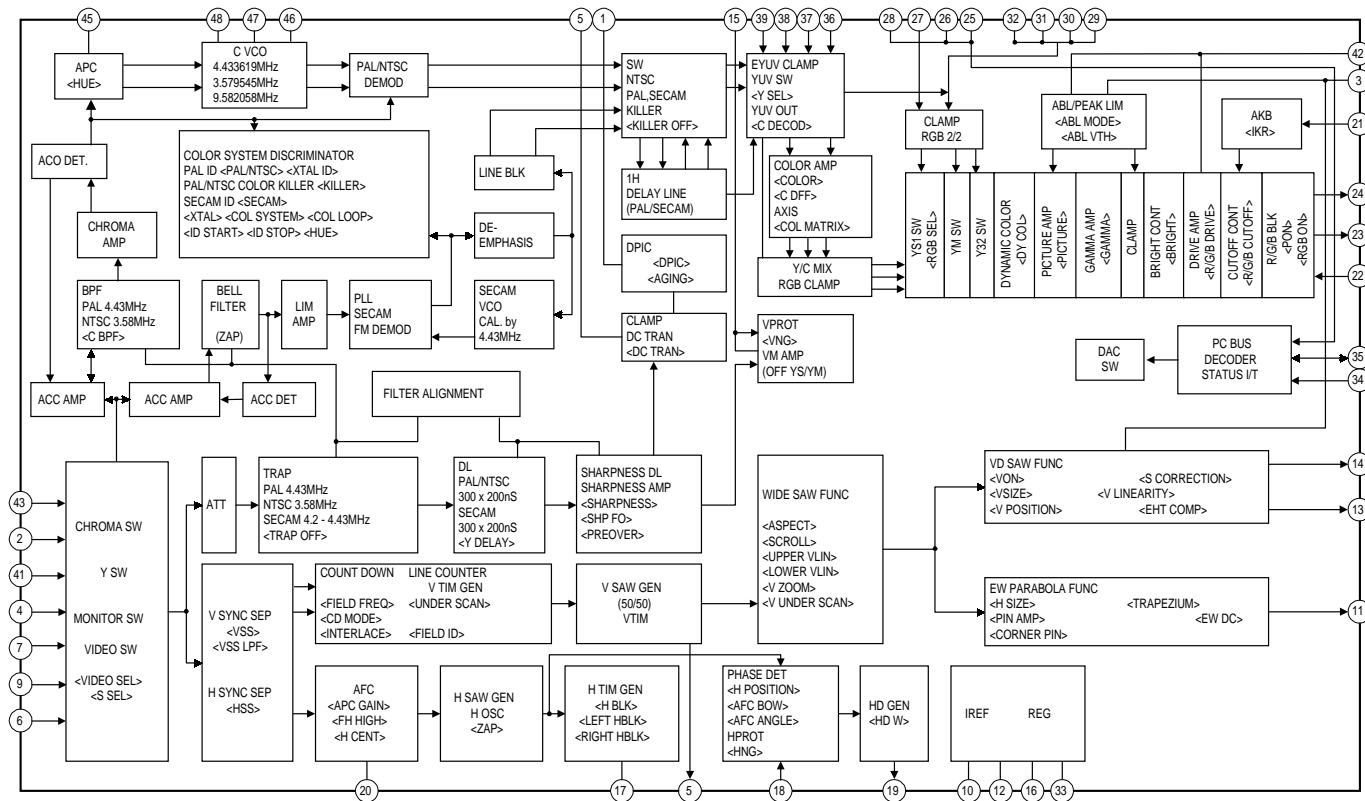 45
48
47
46
5
1
15
39
38
37
36
28
27
26
25
32
31
30
29
APC
<HUE>
C VCO
4.433619MHz
3.579545MHz
9.582058MHz
PAL/NTSC
DEMOD
SW
NTSC
PAL,SECAM
KILLER
<KILLER OFF>
EYUV CLAMP
YUV SW
<Y SEL>
YUV OUT
<C DECOD>
CLAMP
RGB 2/2
ABL/PEAK LIM
<ABL MODE>
<ABL VTH>
AKB
<IKR>
42
3
21
ACO DET.
COLOR SYSTEM DISCRIMINATOR
PAL ID <PAL/NTSC> <XTAL ID>
PAL/NTSC COLOR KILLER <KILLER>
SECAM ID <SECAM>
<XTAL> <COL SYSTEM> <COL LOOP>
<ID START> <ID STOP> <HUE>
LINE BLK
1H
DELAY LINE
(PAL/SECAM)
COLOR AMP
<COLOR>
<C DFF>
AXIS
<COL MATRIX>
YS1 SW
<RGB SEL>
YM SW
Y32 SW
DYNAMIC COLOR
<DY COL>
PICTURE AMP
<PICTURE>
GAMMA AMP
<GAMMA>
CLAMP
BRIGHT CONT
<BRIGHT>
DRIVE AMP
<R/G/B DRIVE>
CUTOFF CONT
<R/G/B CUTOFF>
R/G/B BLK
<PON>
<RGB ON>
24
23
22
CHROMA
AMP
DE-
EMPHASIS
DPIC
<DPIC>
<AGING>
Y/C MIX
RGB CLAMP
BPF
PAL 4.43MHz
NTSC 3.58MHz
<C BPF>
BELL
FILTER
(ZAP)
LIM
AMP
PLL
SECAM
FM DEMOD
SECAM
VCO
CAL. by
4.43MHz
CLAMP
DC TRAN
<DC TRAN>
VPROT
<VNG>
VM AMP
(OFF YS/YM)
DAC
SW
PC BUS
DECODER
STATUS I/T
35
34
ACC AMP
ACC AMP
ACC DET
FILTER ALIGNMENT
43
2
41
4
7
9
6
CHROMA SW
Y SW
MONITOR SW
VIDEO SW
<VIDEO SEL>
<S SEL>
ATT
TRAP
PAL 4.43MHz
NTSC 3.58MHz
SECAM 4.2 - 4.43MHz
<TRAP OFF>
DL
PAL/NTSC
300 x 200nS
SECAM
300 x 200nS
<Y DELAY>
SHARPNESS DL
SHARPNESS AMP
<SHARPNESS>
<SHP FO>
<PREOVER>
WIDE SAW FUNC
<ASPECT>
<SCROLL>
<UPPER VLIN>
<LOWER VLIN>
<V ZOOM>
<V UNDER SCAN>
VD SAW FUNC
<VON> <S CORRECTION>
<VSIZE> <V LINEARITY>
<V POSITION> <EHT COMP>
14
13
V SYNC SEP
<VSS>
<VSS LPF>
H SYNC SEP
<HSS>
COUNT DOWN LINE COUNTER
V TIM GEN
<FIELD FREQ> <UNDER SCAN>
<CD MODE>
<INTERLACE> <FIELD ID>
V SAW GEN
(50/50)
VTIM
EW PARABOLA FUNC
<H SIZE> <TRAPEZIUM>
<PIN AMP> <EW DC>
<CORNER PIN>
11
AFC
<APC GAIN>
<FH HIGH>
<H CENT>
H SAW GEN
H OSC
<ZAP>
H TIM GEN
<H BLK>
<LEFT HBLK>
<RIGHT HBLK>
PHASE DET
<H POSITION>
<AFC BOW>
<AFC ANGLE>
HPROT
<HNG>
HD GEN
<HD W>
IREF REG
20
17
5
18
19
10
12
16
33